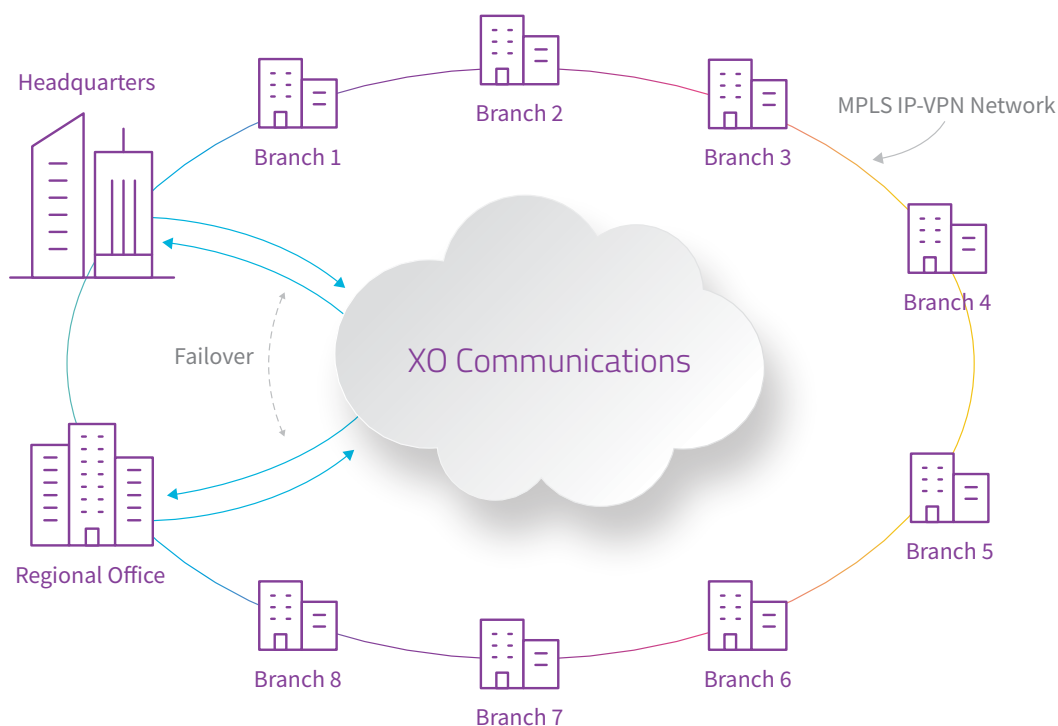 Headquarters
Branch 1
Branch 2
Branch 3
MPLS IP-VPN Network
Branch 4
Failover
XO Communications
Branch 5
Regional Office
Branch 8
Branch 7
Branch 6